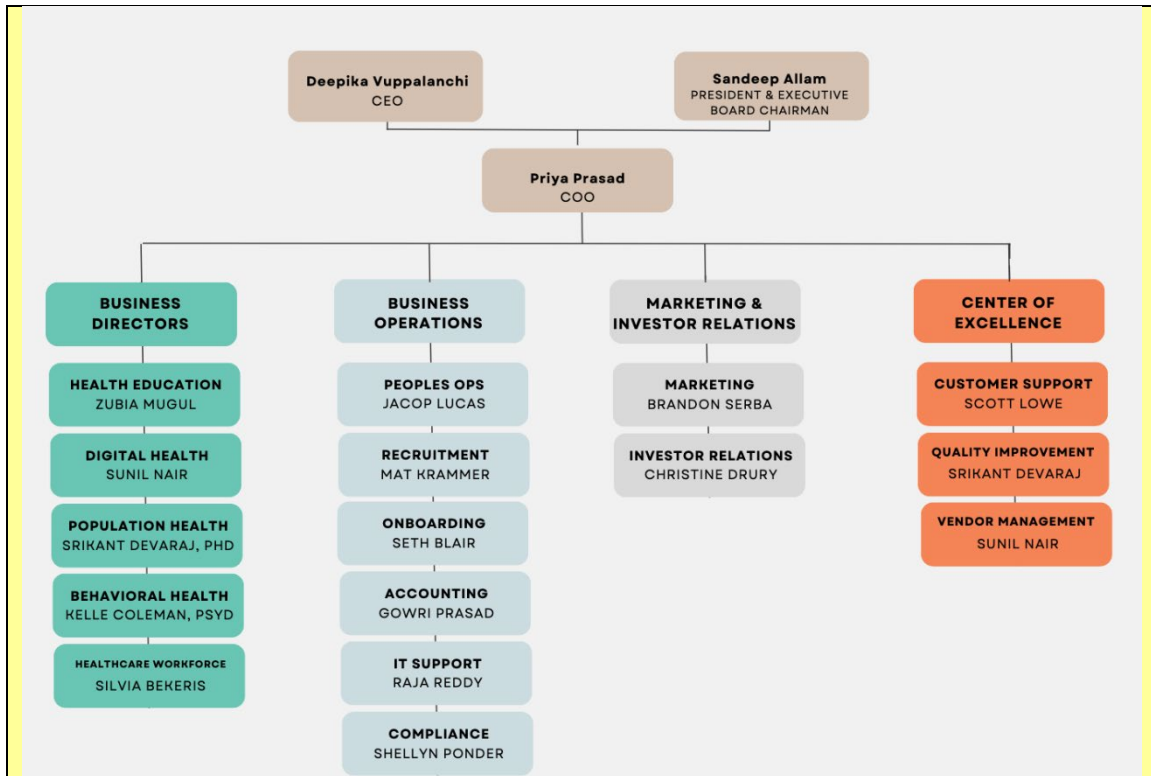 Deepika Vuppalanchi
CEO
Sandeep Allam
PRESIDENT & EXECUTIVE
BOARD CHAIRMAN
Priya Prasad
COO
BUSINESS
DIRECTORS
HEALTH EDUCATION
ZUBIA MUGUL
DIGITAL HEALTH
SUNIL NAIR
POPULATION HEALTH
SRIKANT DEVARAJ, PHD
BEHAVIORAL HEALTH
KELLE COLEMAN, PSYD
HEALTHCARE WORKFORCE
SILVIA BEKERIS
BUSINESS
OPERATIONS
PEOPLES OPS
JACOP LUCAS
RECRUITMENT
MAT KRAMMER
ONBOARDING
SETH BLAIR
ACCOUNTING
GOWRI PRASAD
IT SUPPORT
RAJA REDDY
COMPLIANCE
SHELLYN PONDER
MARKETING &
INVESTOR RELATIONS
MARKETING
BRANDON SERBA
INVESTOR RELATIONS
CHRISTINE DRURY
CENTER OF
EXCELLENCE
CUSTOMER SUPPORT
SCOTT LOWE
QUALITY IMPROVEMENT
SRIKANT DEVARAJ
VENDOR MANAGEMENT
SUNIL NAIR